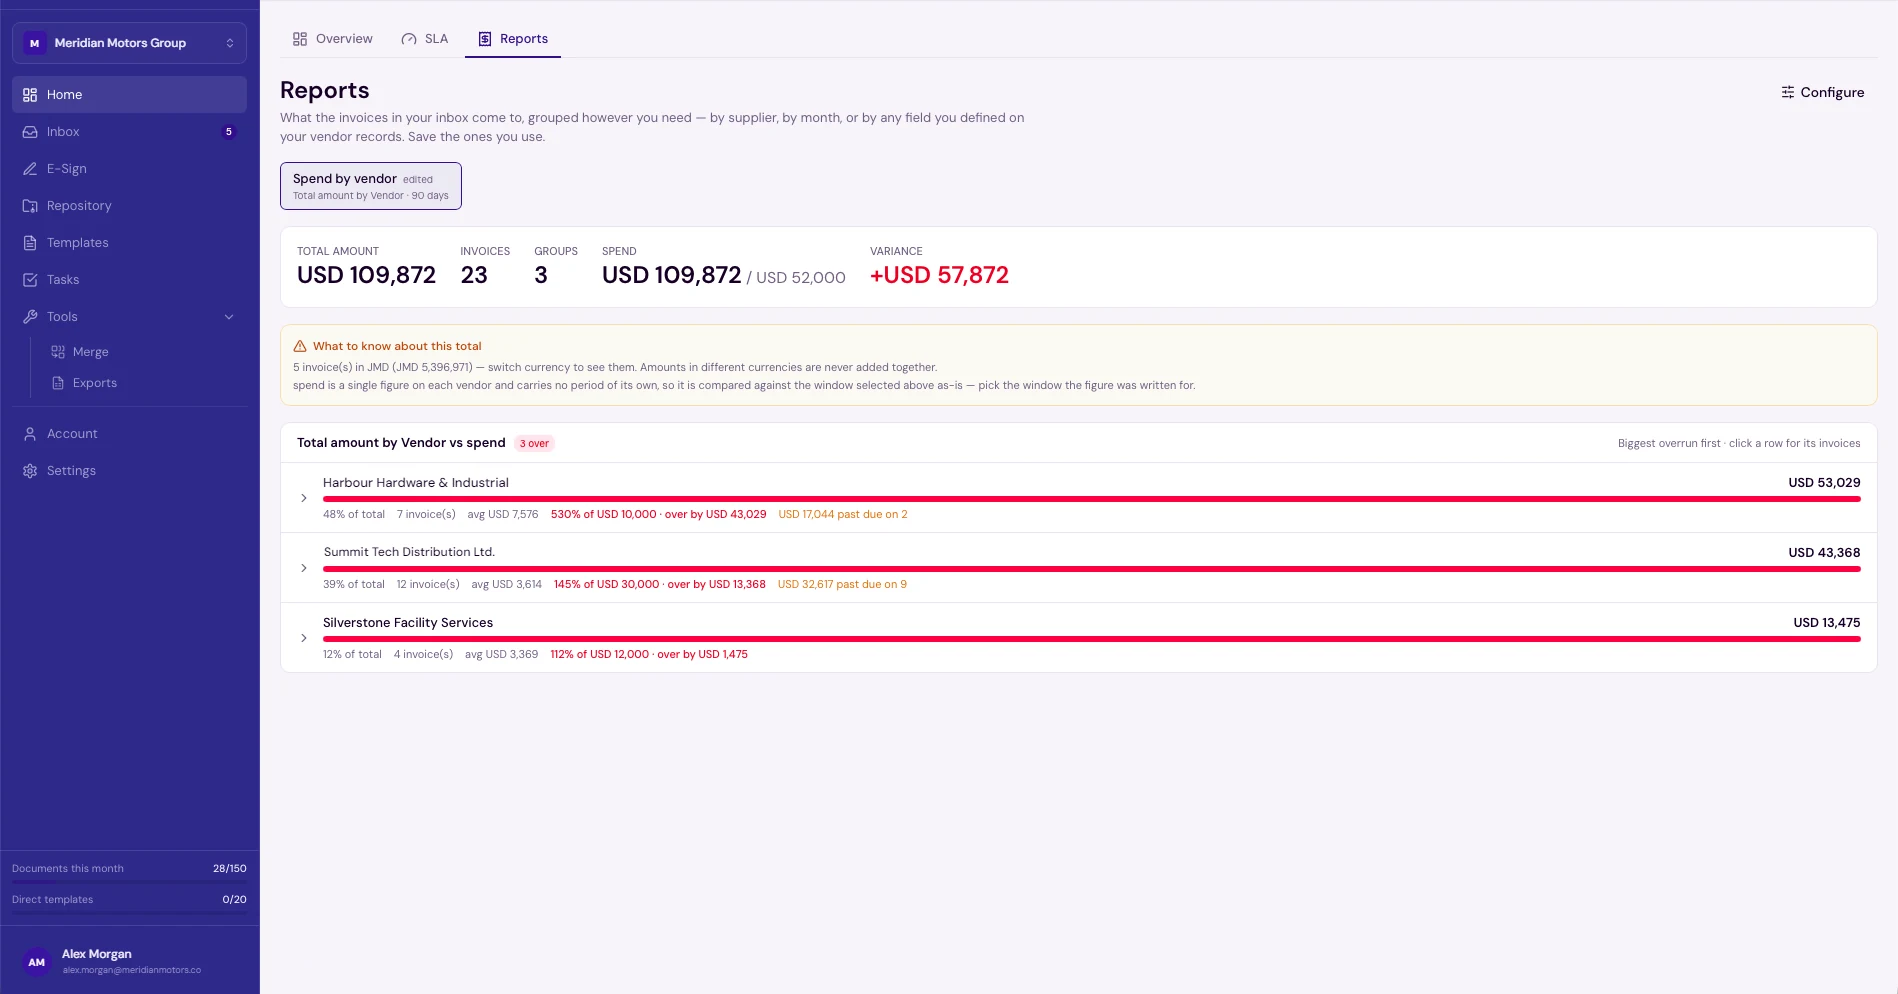 M Meridian Motors Group
Home
Inbox 5
E-Sign
Repository
Templates
Tasks
Tools
Merge
Exports
Account
Settings
Documents this month 28/150
Direct templates 0/20
AM Alex Morgan
alex.morgan@meridianmotors.co
Overview SLA Reports
Reports
Configure
What the invoices in your inbox come to, grouped however you need — by supplier, by month, or by any field you defined on
your vendor records. Save the ones you use.
Spend by vendor edited
Total amount by Vendor · 90 days
TOTAL AMOUNT INVOICES GROUPS SPEND VARIANCE
USD 109,872 23 3 USD 109,872 / USD 52,000 +USD 57,872
What to know about this total
5 invoice(s) in JMD (JMD 5,396,971) — switch currency to see them. Amounts in different currencies are never added together.
spend is a single figure on each vendor and carries no period of its own, so it is compared against the window selected above as-is — pick the window the figure was written for.
Total amount by Vendor vs spend 3 over Biggest overrun first · click a row for its invoices
Harbour Hardware & Industrial USD 53,029
48% of total 7 invoice(s) avg USD 7,576 530% of USD 10,000 · over by USD 43,029 USD 17,044 past due on 2
Summit Tech Distribution Ltd. USD 43,368
39% of total 12 invoice(s) avg USD 3,614 145% of USD 30,000 · over by USD 13,368 USD 32,617 past due on 9
Silverstone Facility Services USD 13,475
12% of total 4 invoice(s) avg USD 3,369 112% of USD 12,000 · over by USD 1,475